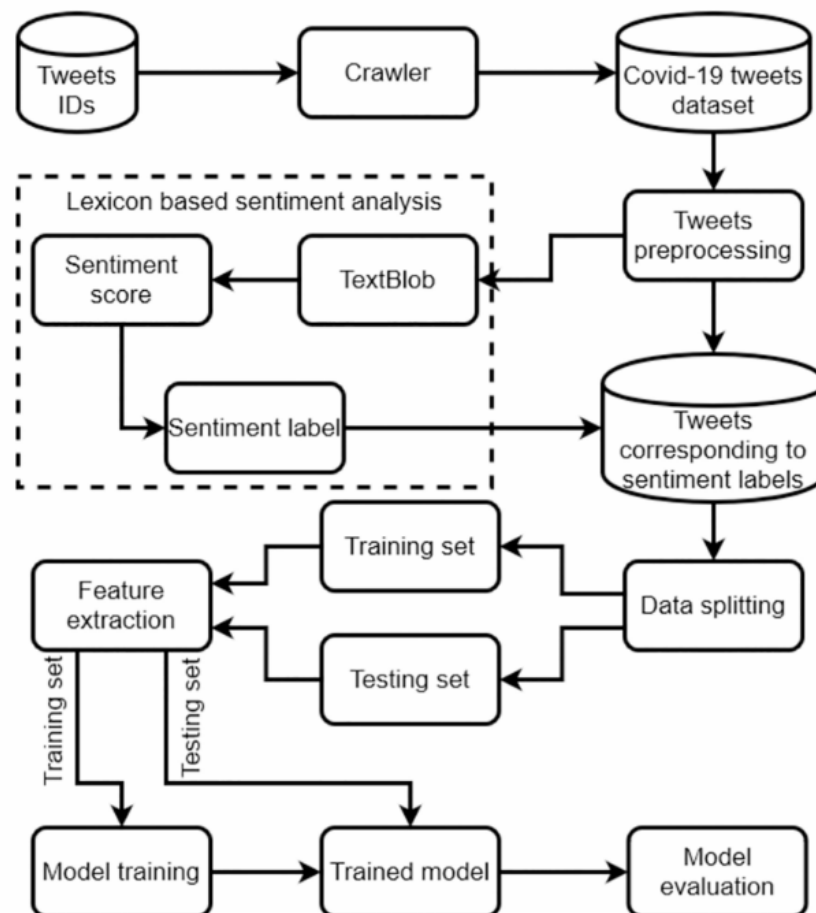 Tweets
IDs
Crawler
Covid-19 tweets
dataset
Lexicon based sentiment analysis
Tweets
preprocessing
TextBlob
Sentiment
score
Sentiment label
Tweets
corresponding to
sentiment labels
Training set
Data splitting
Testing set
Feature
extraction
Training set
Testing set
Model training
Trained model
Model
evaluation